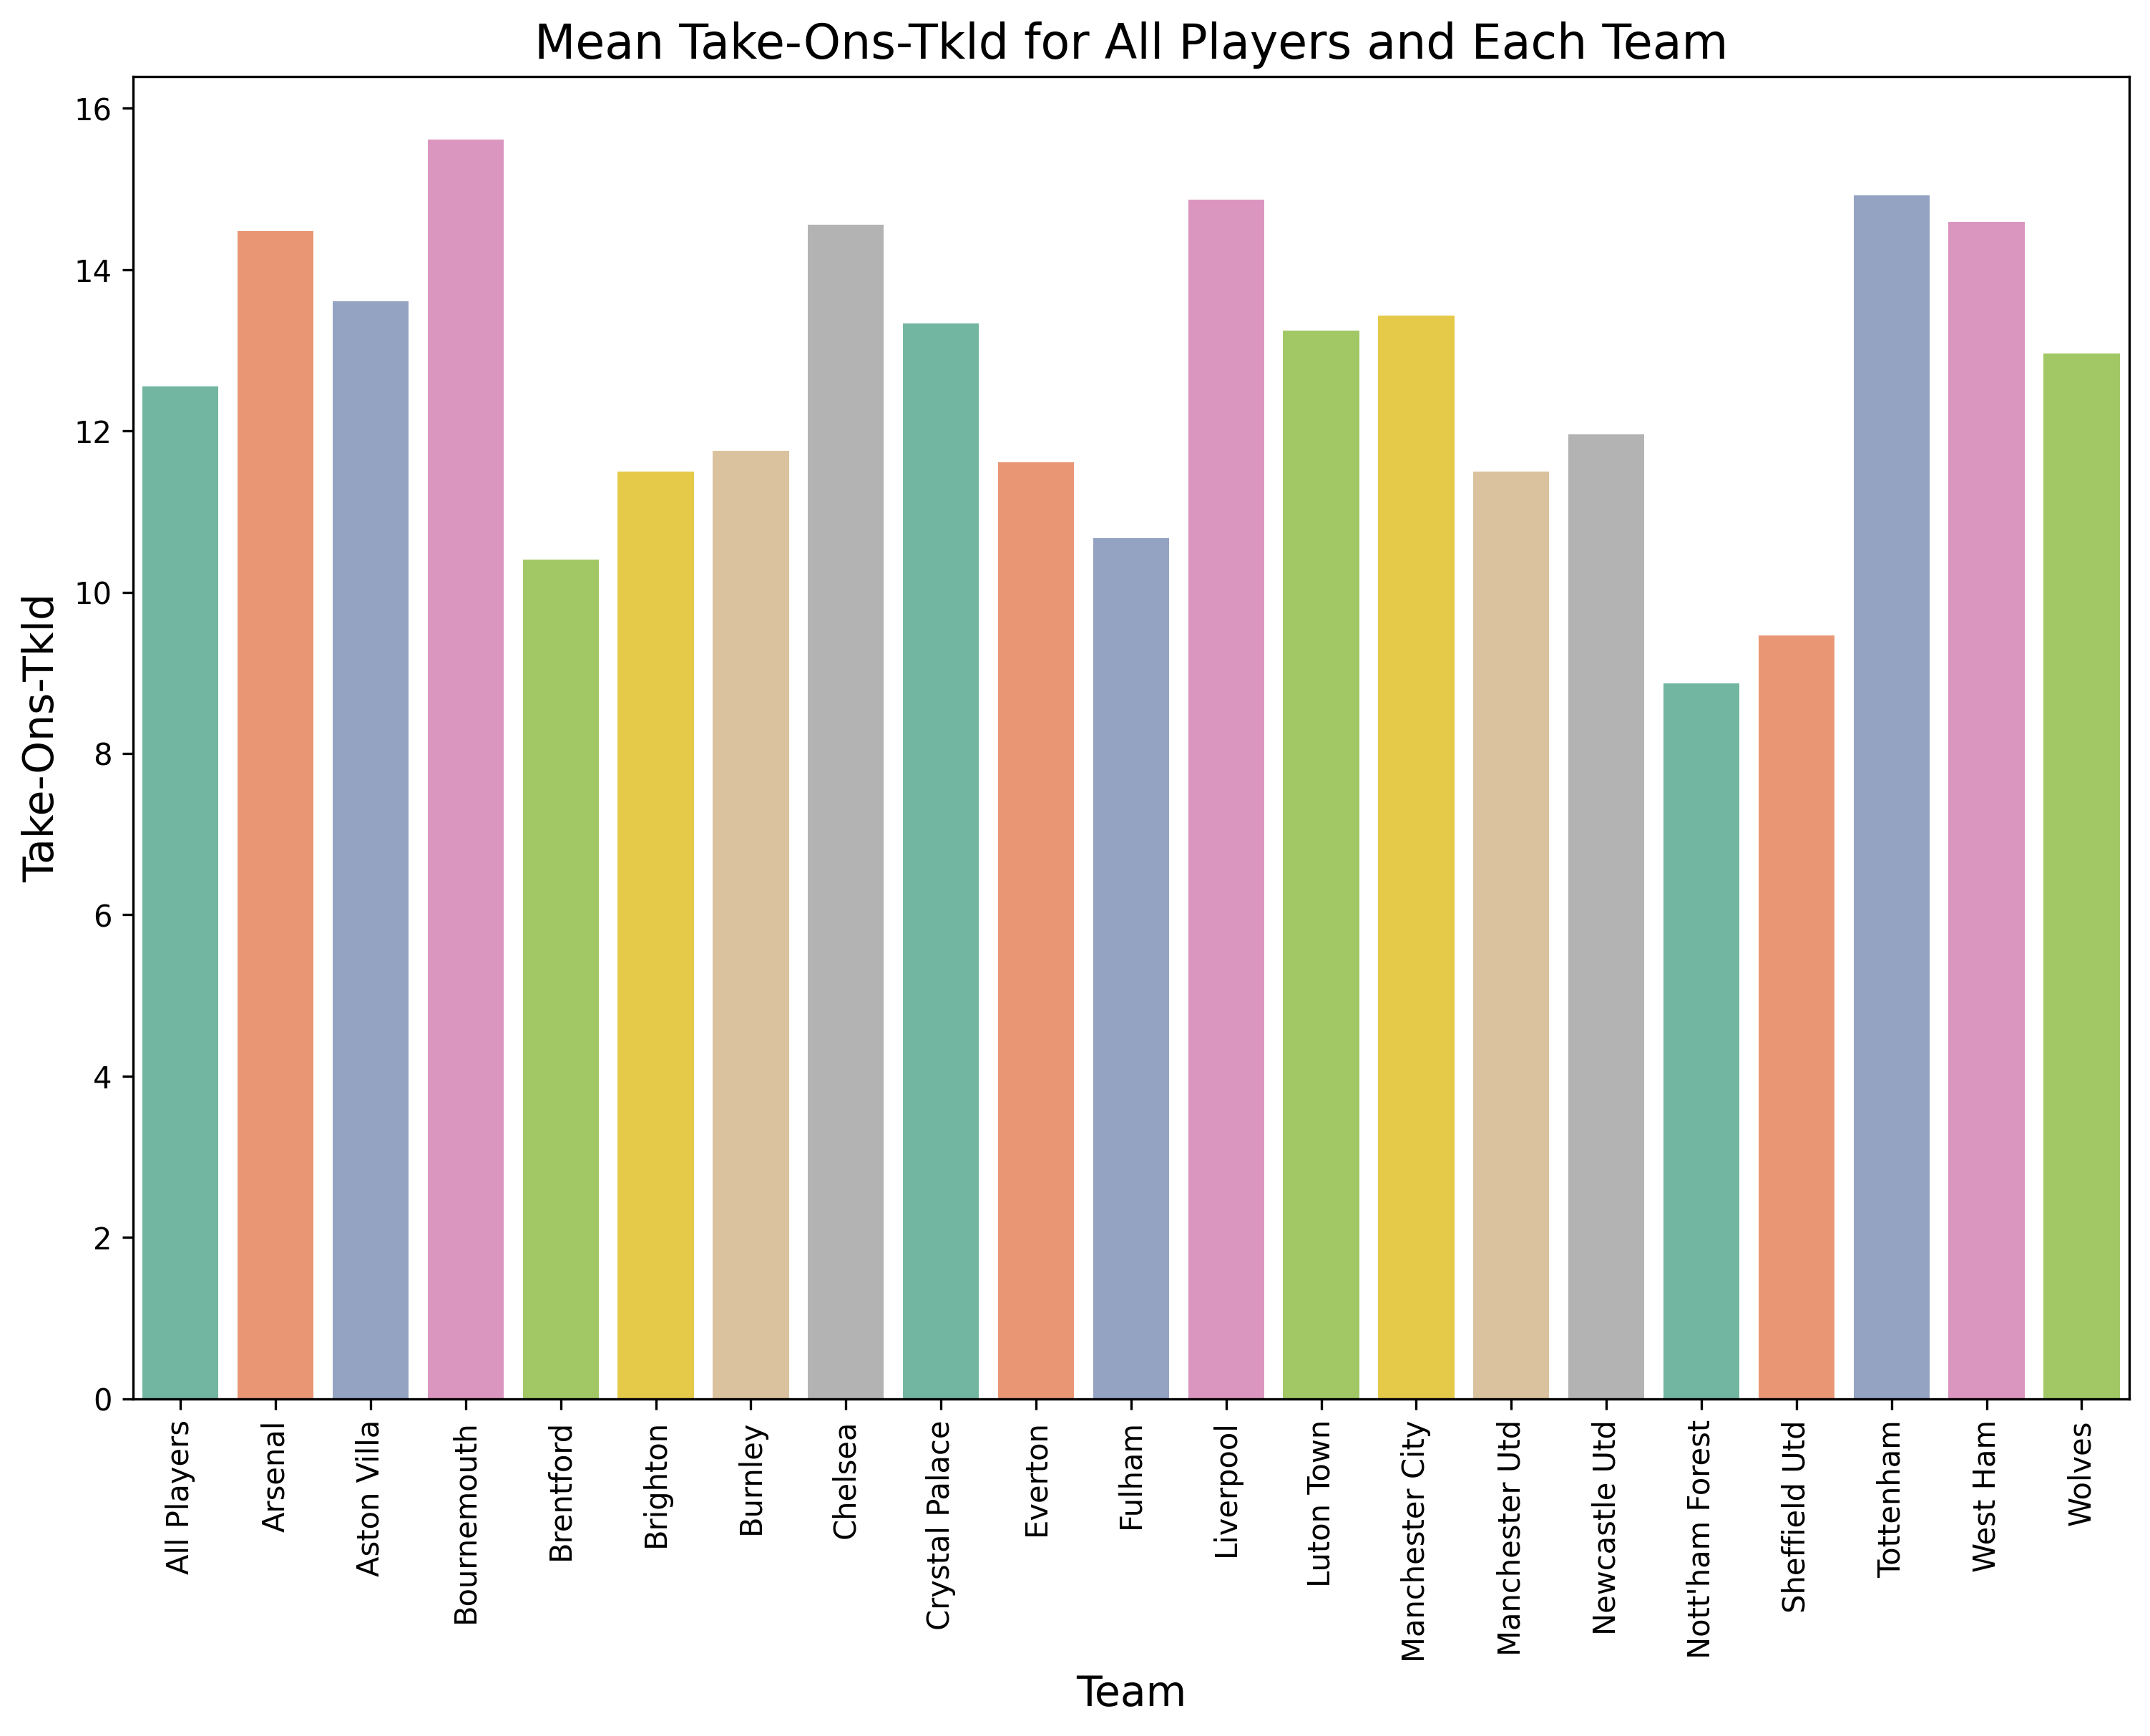 Mean Take-Ons-Tkld for All Players and Each Team
16
14
12
10
8
6
4
2
0
Take-Ons-Tkld
All Players
Arsenal
Aston Villa
Bournemouth
Brentford
Brighton
Burnley
Chelsea
Crystal Palace
Everton
Fulham
Liverpool
Luton Town
Manchester City
Manchester Utd
Newcastle Utd
Nott'ham Forest
Sheffield Utd
Tottenham
West Ham
Wolves
Team